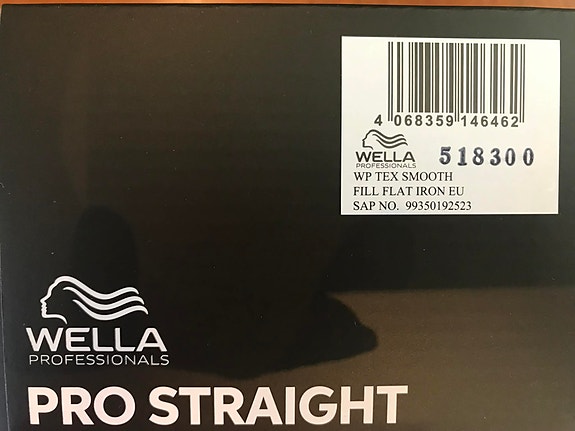 4 068359 146462
WELLA
PROFESSIONALS
518300
WP TEX SMOOTH
FILL FLAT IRON EU
SAP NO. 99350192523
WELLA
PROFESSIONALS
PRO STRAIGHT